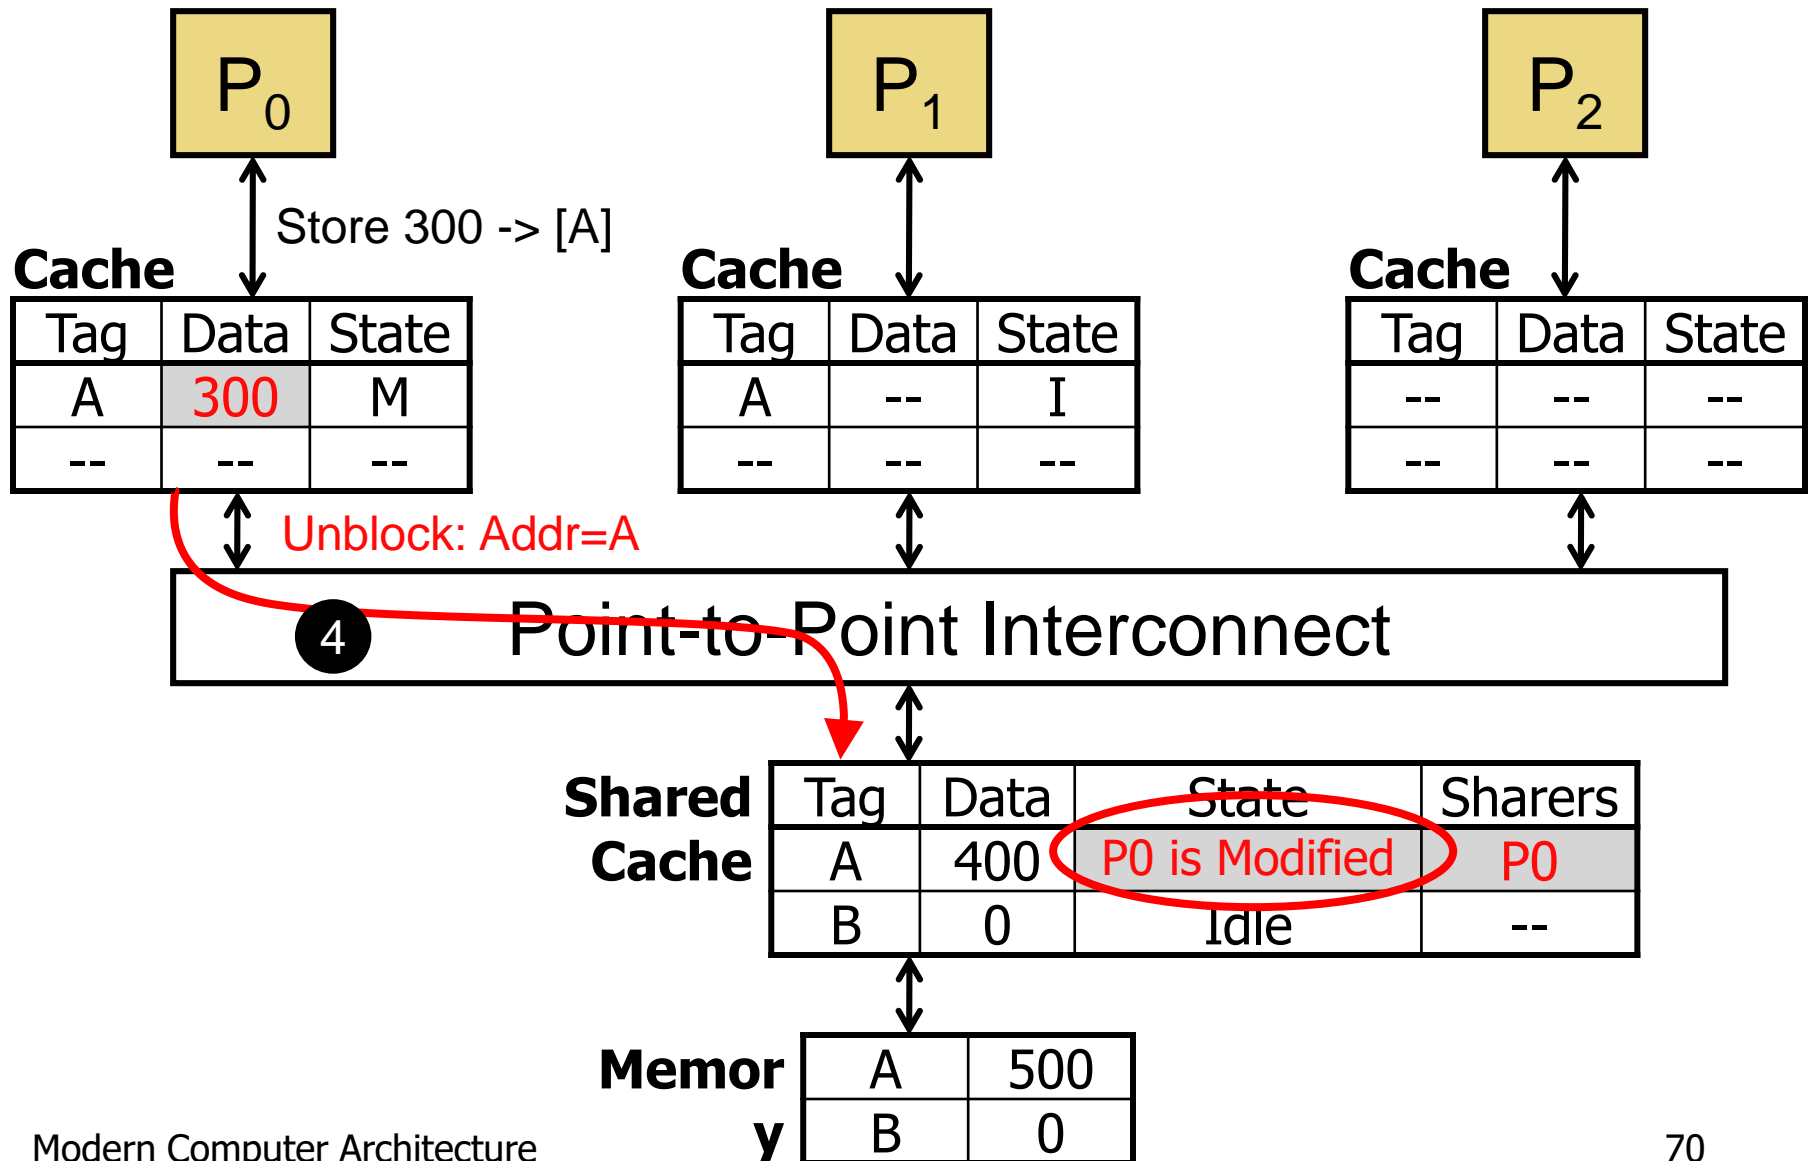 P0 P1 P2
Store 300 -> [A]
Cache Cache Cache
Tag Data State Tag Data State Tag Data State
A 300 M A -- I -- -- --
-- -- -- -- -- -- -- -- --
Unblock: Addr=A
4 Point-to-Point Interconnect
Shared Tag Data State Sharers
Cache A 400 P0 is Modified P0
B 0 Idle --
Memor A 500
y B 0
Modern Computer Architecture 70